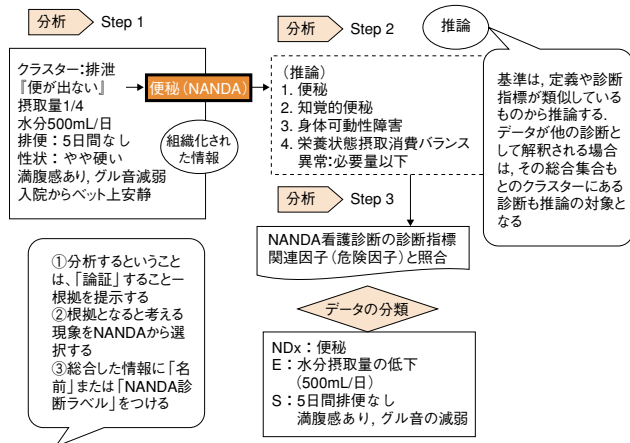 分析
Step 1
クラスター：排泄
『便が出ない』
摂取量1/4
水分500mL/日
排便：5日間なし
性状：やや硬い
満腹感あり，グル音減弱
入院からベット上安静
便秘（NANDA）
組織化され
た情報
分析
Step 2
（推論）
1. 便秘
2. 知覚的便秘
3. 身体可動性障害
4. 栄養状態摂取消費バランス
異常：必要量以下
推論
基準は，定義や診断
指標が類似している
ものから推論する．
データが他の診断と
して解釈される場合
は，その総合集合も
とのクラスターにある
診断も推論の対象と
なる
分析
Step 3
NANDA看護診断の診断指標
関連因子（危険因子）と照合
データの分類
NDx：便秘
E：水分摂取量の低下
（500mL/日）
S：5日間排便なし
満腹感あり，グル音の減弱
①分析するということ
は、「論証」することー
根拠を提示する
②根拠となると考える
現象をNANDAから選
択する
③総合した情報に「名
前」または「NANDA診
断ラベル」をつける